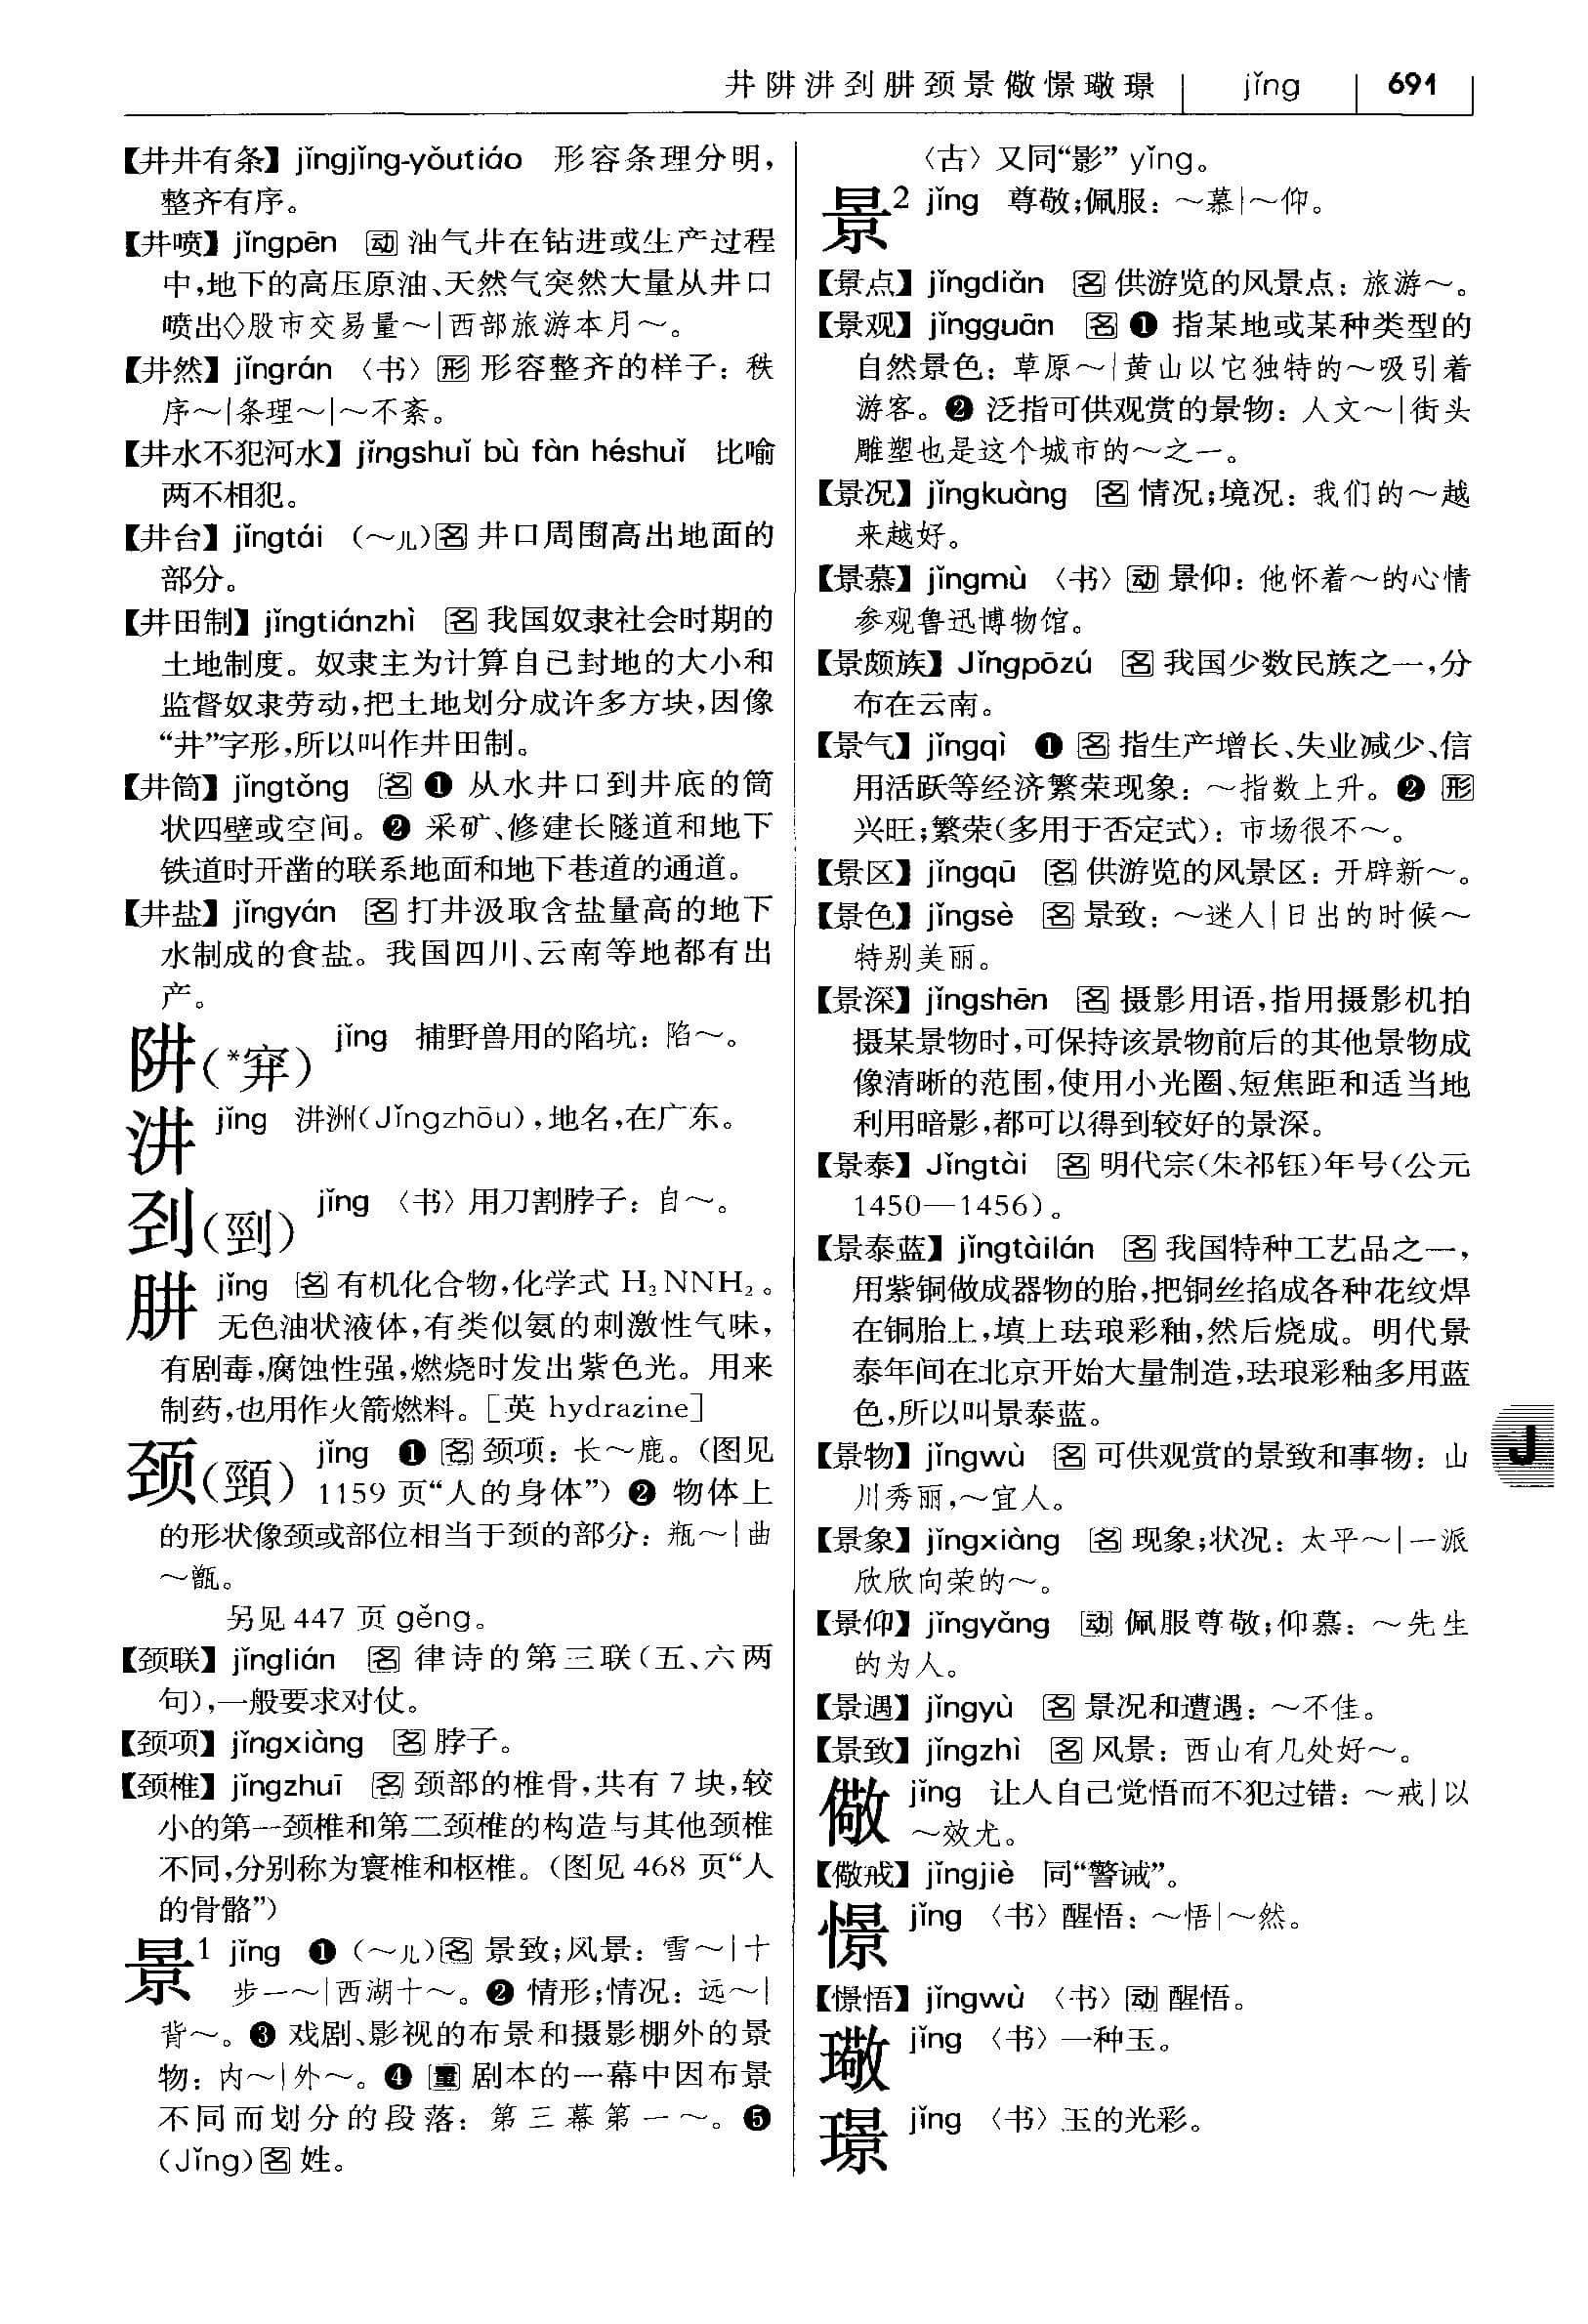 井阱汫刭肼颈景儆憬璥璟 jǐng 691
【井井有条】jǐngjǐng-yǒutiáo 形容条理分明，
整齐有序。
【井喷】jǐngpēn 动 油气井在钻进或生产过程
中，地下的高压原油、天然气突然大量从井口
喷出◇股市交易量～|西部旅游本月～。
【井然】jǐngrán 〈书〉形 形容整齐的样子：秩
序～|条理～|～不紊。
【井水不犯河水】jǐngshuǐ bù fàn héshuǐ 比喻
两不相犯。
【井台】jǐngtái （～儿）名 井口周围高出地面的
部分。
【井田制】jǐngtiánzhì 名 我国奴隶社会时期的
土地制度。奴隶主为计算自己封地的大小和
监督奴隶劳动，把土地划分成许多方块，因像
“井”字形，所以叫作井田制。
【井筒】jǐngtǒng 名 ❶ 从水井口到井底的筒
状四壁或空间。❷ 采矿、修建长隧道和地下
铁道时开凿的联系地面和地下巷道的通道。
【井盐】jǐngyán 名 打井汲取含盐量高的地下
水制成的食盐。我国四川、云南等地都有出
产。
阱（*穽） jǐng 捕野兽用的陷坑：陷～。
汫 jǐng 汫洲（Jǐngzhōu），地名，在广东。
刭（剄） jǐng 〈书〉用刀割脖子：自～。
肼 jǐng 名 有机化合物，化学式 H₂NNH₂。
无色油状液体，有类似氨的刺激性气味，
有剧毒，腐蚀性强，燃烧时发出紫色光。用来
制药，也用作火箭燃料。［英 hydrazine］
颈（頸） jǐng ❶ 名 颈项：长～鹿。（图见
1159 页“人的身体”）❷ 物体上
的形状像颈或部位相当于颈的部分：瓶～|曲
～甑。
另见 447 页 gěng。
【颈联】jǐnglián 名 律诗的第三联（五、六两
句），一般要求对仗。
【颈项】jǐngxiàng 名 脖子。
【颈椎】jǐngzhuī 名 颈部的椎骨，共有 7 块，较
小的第一颈椎和第二颈椎的构造与其他颈椎
不同，分别称为寰椎和枢椎。（图见 468 页“人
的骨骼”）
景¹ jǐng ❶（～儿）名 景致；风景：雪～|十
步一～|西湖十～。❷ 情形；情况：远～|
背～。❸ 戏剧、影视的布景和摄影棚外的景
物：内～|外～。❹ 量 剧本的一幕中因布景
不同而划分的段落：第三幕第一～。❺
（Jǐng）名 姓。
〈古〉又同“影” yǐng。
景² jǐng 尊敬；佩服：～慕|～仰。
【景点】jǐngdiǎn 名 供游览的风景点：旅游～。
【景观】jǐngguān 名 ❶ 指某地或某种类型的
自然景色：草原～|黄山以它独特的～吸引着
游客。❷ 泛指可供观赏的景物：人文～|街头
雕塑也是这个城市的～之一。
【景况】jǐngkuàng 名 情况；境况：我们的～越
来越好。
【景慕】jǐngmù 〈书〉动 景仰：他怀着～的心情
参观鲁迅博物馆。
【景颇族】Jǐngpōzú 名 我国少数民族之一，分
布在云南。
【景气】jǐngqì ❶ 名 指生产增长、失业减少、信
用活跃等经济繁荣现象：～指数上升。❷ 形
兴旺；繁荣（多用于否定式）：市场很不～。
【景区】jǐngqū 名 供游览的风景区：开辟新～。
【景色】jǐngsè 名 景致：～迷人|日出的时候～
特别美丽。
【景深】jǐngshēn 名 摄影用语，指用摄影机拍
摄某景物时，可保持该景物前后的其他景物成
像清晰的范围，使用小光圈、短焦距和适当地
利用暗影，都可以得到较好的景深。
【景泰】Jǐngtài 名 明代宗（朱祁钰）年号（公元
1450—1456）。
【景泰蓝】jǐngtàilán 名 我国特种工艺品之一，
用紫铜做成器物的胎，把铜丝掐成各种花纹焊
在铜胎上，填上珐琅彩釉，然后烧成。明代景
泰年间在北京开始大量制造，珐琅彩釉多用蓝
色，所以叫景泰蓝。
【景物】jǐngwù 名 可供观赏的景致和事物：山
川秀丽，～宜人。
【景象】jǐngxiàng 名 现象；状况：太平～|一派
欣欣向荣的～。
【景仰】jǐngyǎng 动 佩服尊敬；仰慕：～先生
的为人。
【景遇】jǐngyù 名 景况和遭遇：～不佳。
【景致】jǐngzhì 名 风景：西山有几处好～。
儆 jǐng 让人自己觉悟而不犯过错：～戒|以
～效尤。
【儆戒】jǐngjiè 同“警诫”。
憬 jǐng 〈书〉醒悟：～悟|～然。
【憬悟】jǐngwù 〈书〉动 醒悟。
璥 jǐng 〈书〉一种玉。
璟 jǐng 〈书〉玉的光彩。
J